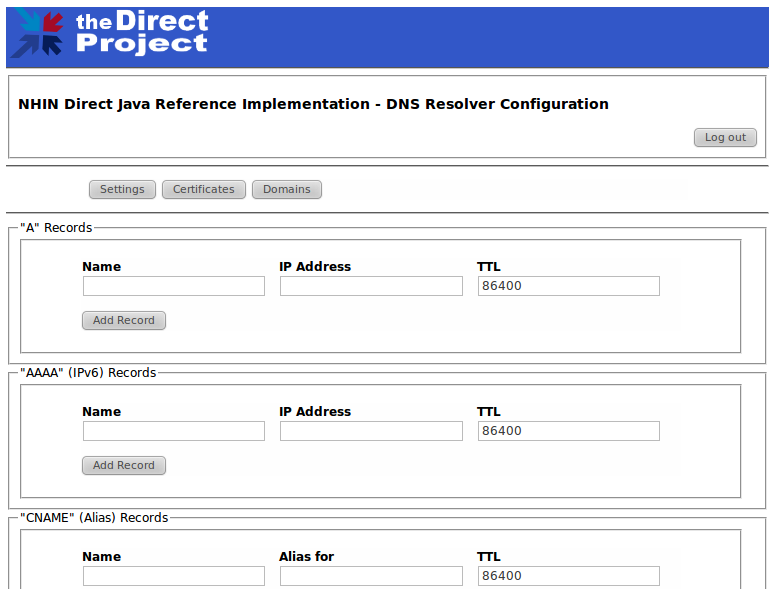 the Direct
Project
NHIN Direct Java Reference Implementation - DNS Resolver Configuration
Log out
Settings Certificates Domains
"A" Records
Name IP Address TTL
86400
Add Record
"AAAA" (IPv6) Records
Name IP Address TTL
86400
Add Record
"CNAME" (Alias) Records
Name Alias for TTL
86400